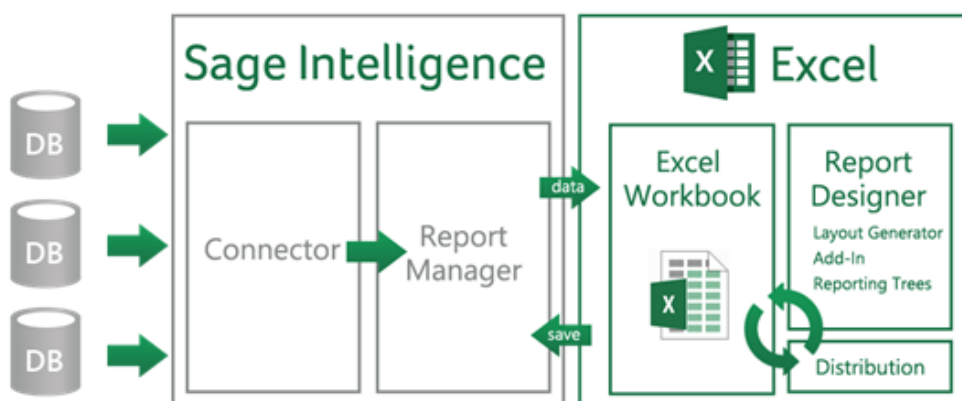 Sage Intelligence
X
Excel
DB
DB
DB
Connector
Report
Manager
data
save
Excel
Workbook
X
Report
Designer
Layout Generator
Add-In
Reporting Trees
Distribution